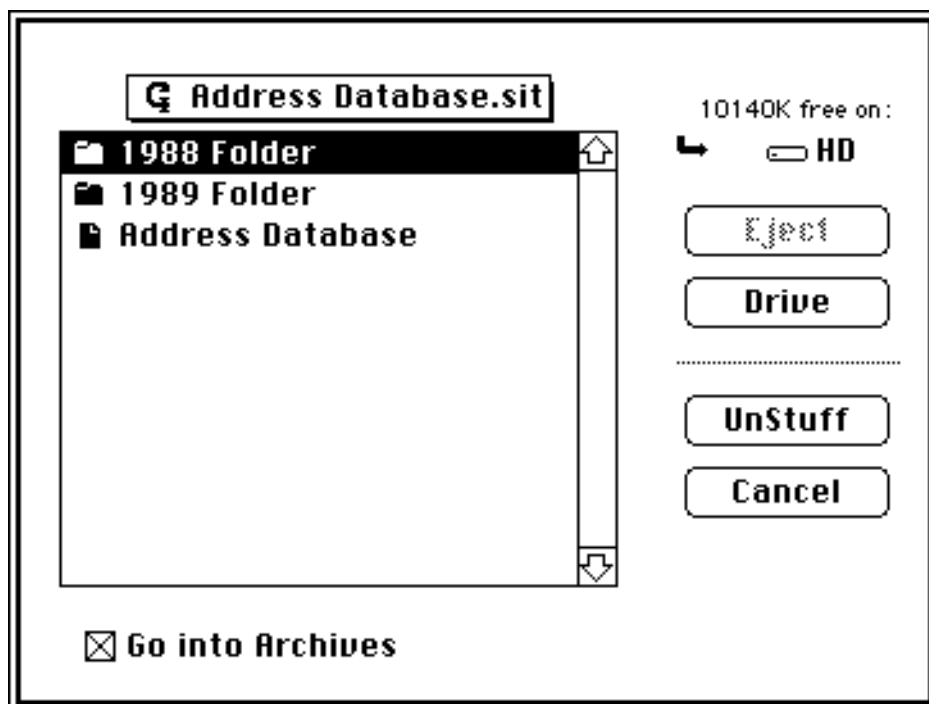 Address Database.sit
10140K free on:
HD
1988 Folder
1989 Folder
Address Database
Eject
Drive
UnStuff
Cancel
Go into Archives